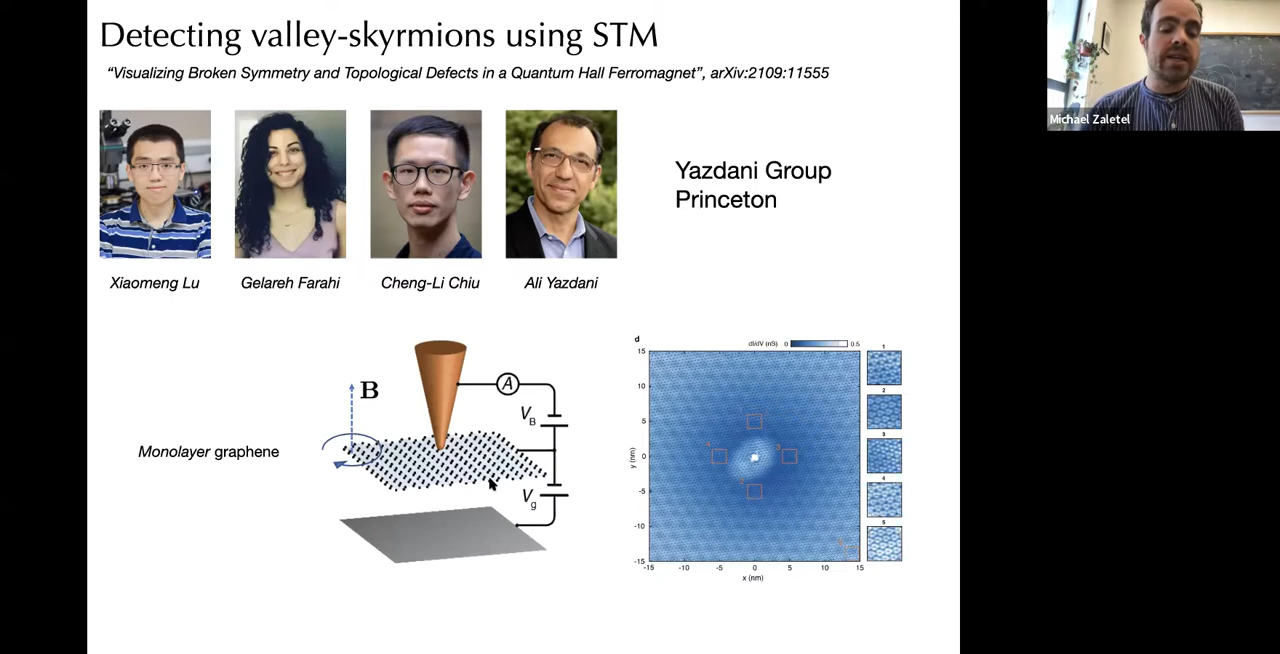 Detecting valley-skyrmions using STM
Michael Zaletel
“Visualizing Broken Symmetry and Topological Defects in a Quantum Hall Ferromagnet”, arXiv:2109:11555
Yazdani Group
Princeton
Xiaomeng Lu
Gelareh Farahi
Cheng-Li Chiu
Ali Yazdani
B
A
V_B
V_g
Monolayer graphene
d
dI/dV (nS) 0 0.5
15
10
5
0
-5
-10
-15
y (nm)
-15 -10 -5 0 5 10 15
x (nm)
1
2
3
4
5